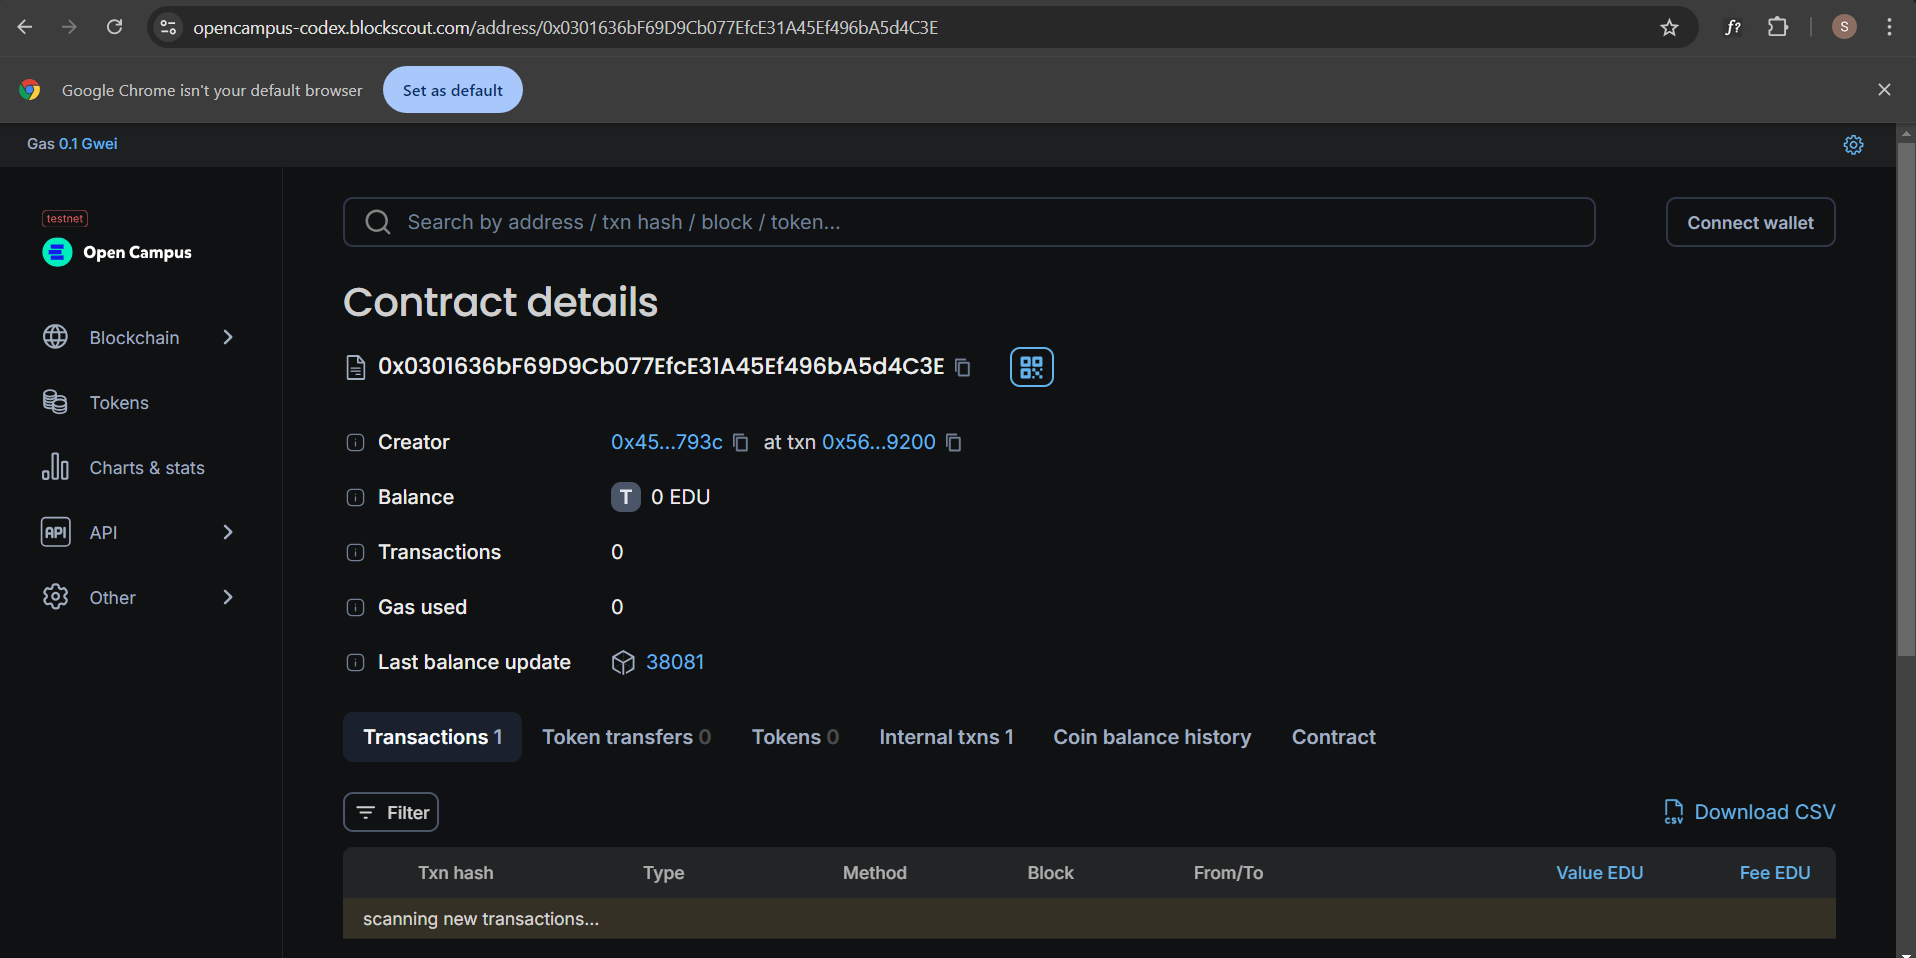 opencampus-codex.blockscout.com/address/0x0301636bF69D9Cb077EfcE31A45Ef496bA5d4C3E
f?
S
Google Chrome isn't your default browser
Set as default
Gas 0.1 Gwei
testnet
Open Campus
Search by address / txn hash / block / token...
Connect wallet
Contract details
0x0301636bF69D9Cb077EfcE31A45Ef496bA5d4C3E
Blockchain
Tokens
Charts & stats
API API
Other
Creator 0x45...793c at txn 0x56...9200
Balance T 0 EDU
Transactions 0
Gas used 0
Last balance update 38081
Transactions 1 Token transfers 0 Tokens 0 Internal txns 1 Coin balance history Contract
Filter
CSV Download CSV
Txn hash Type Method Block From/To Value EDU Fee EDU
scanning new transactions...